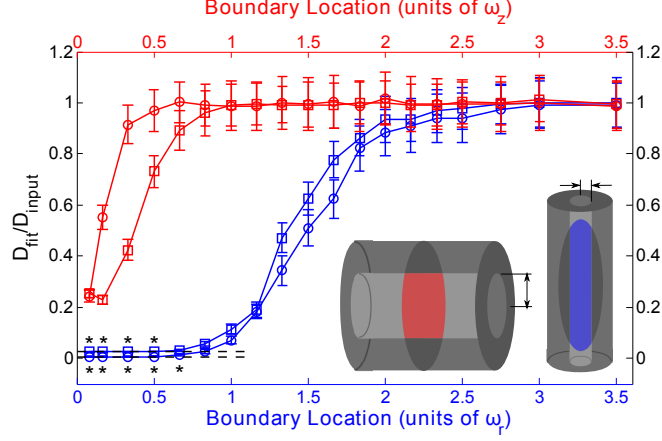 Boundary Location (units of ω_z)
0 0.5 1 1.5 2 2.5 3 3.5
1.2 1.2
1 1
0.8 0.8
0.6 0.6
0.4 0.4
0.2 0.2
0 0
D_fit/D_input
* * * *
* * * * *
0 0.5 1 1.5 2 2.5 3 3.5
Boundary Location (units of ω_r)